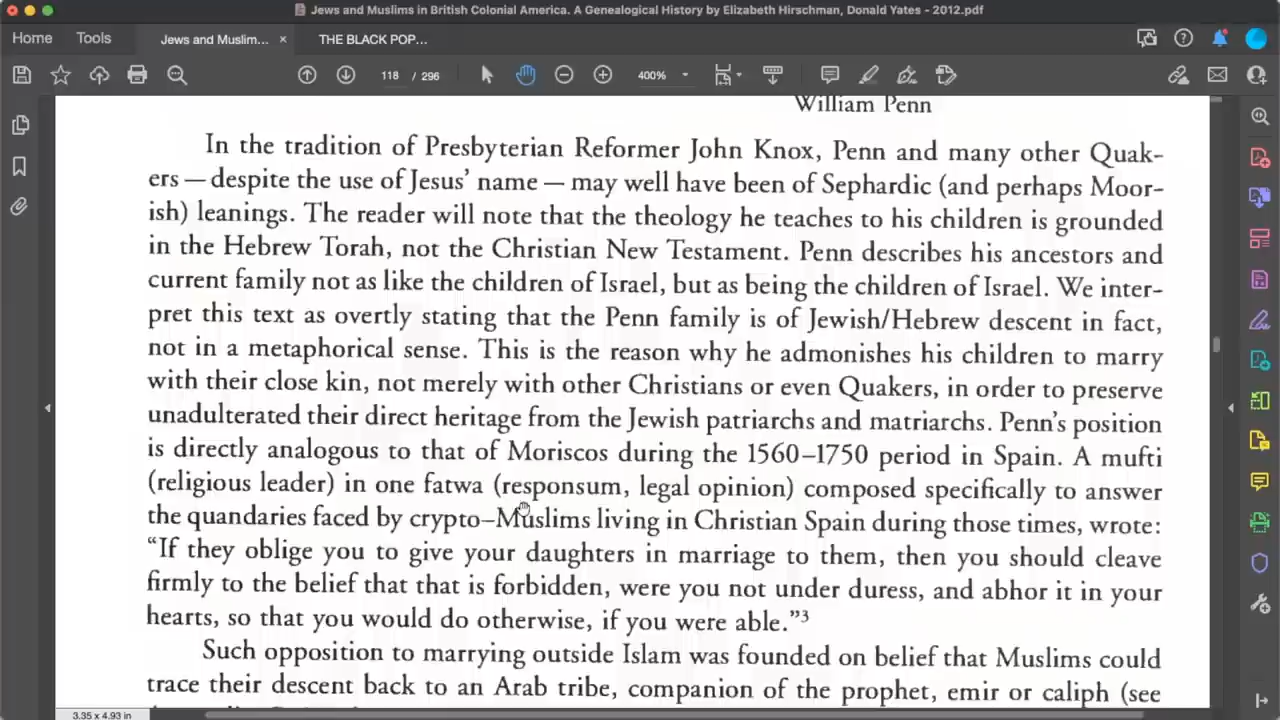 Jews and Muslims in British Colonial America. A Genealogical History by Elizabeth Hirschman, Donald Yates - 2012.pdf
Home Tools Jews and Muslim... × THE BLACK POP...
118 / 296 400%
William Penn
In the tradition of Presbyterian Reformer John Knox, Penn and many other Quak-
ers — despite the use of Jesus' name — may well have been of Sephardic (and perhaps Moor-
ish) leanings. The reader will note that the theology he teaches to his children is grounded
in the Hebrew Torah, not the Christian New Testament. Penn describes his ancestors and
current family not as like the children of Israel, but as being the children of Israel. We inter-
pret this text as overtly stating that the Penn family is of Jewish/Hebrew descent in fact,
not in a metaphorical sense. This is the reason why he admonishes his children to marry
with their close kin, not merely with other Christians or even Quakers, in order to preserve
unadulterated their direct heritage from the Jewish patriarchs and matriarchs. Penn's position
is directly analogous to that of Moriscos during the 1560–1750 period in Spain. A mufti
(religious leader) in one fatwa (responsum, legal opinion) composed specifically to answer
the quandaries faced by crypto–Muslims living in Christian Spain during those times, wrote:
"If they oblige you to give your daughters in marriage to them, then you should cleave
firmly to the belief that that is forbidden, were you not under duress, and abhor it in your
hearts, so that you would do otherwise, if you were able."3
Such opposition to marrying outside Islam was founded on belief that Muslims could
trace their descent back to an Arab tribe, companion of the prophet, emir or caliph (see
3.35 x 4.93 in